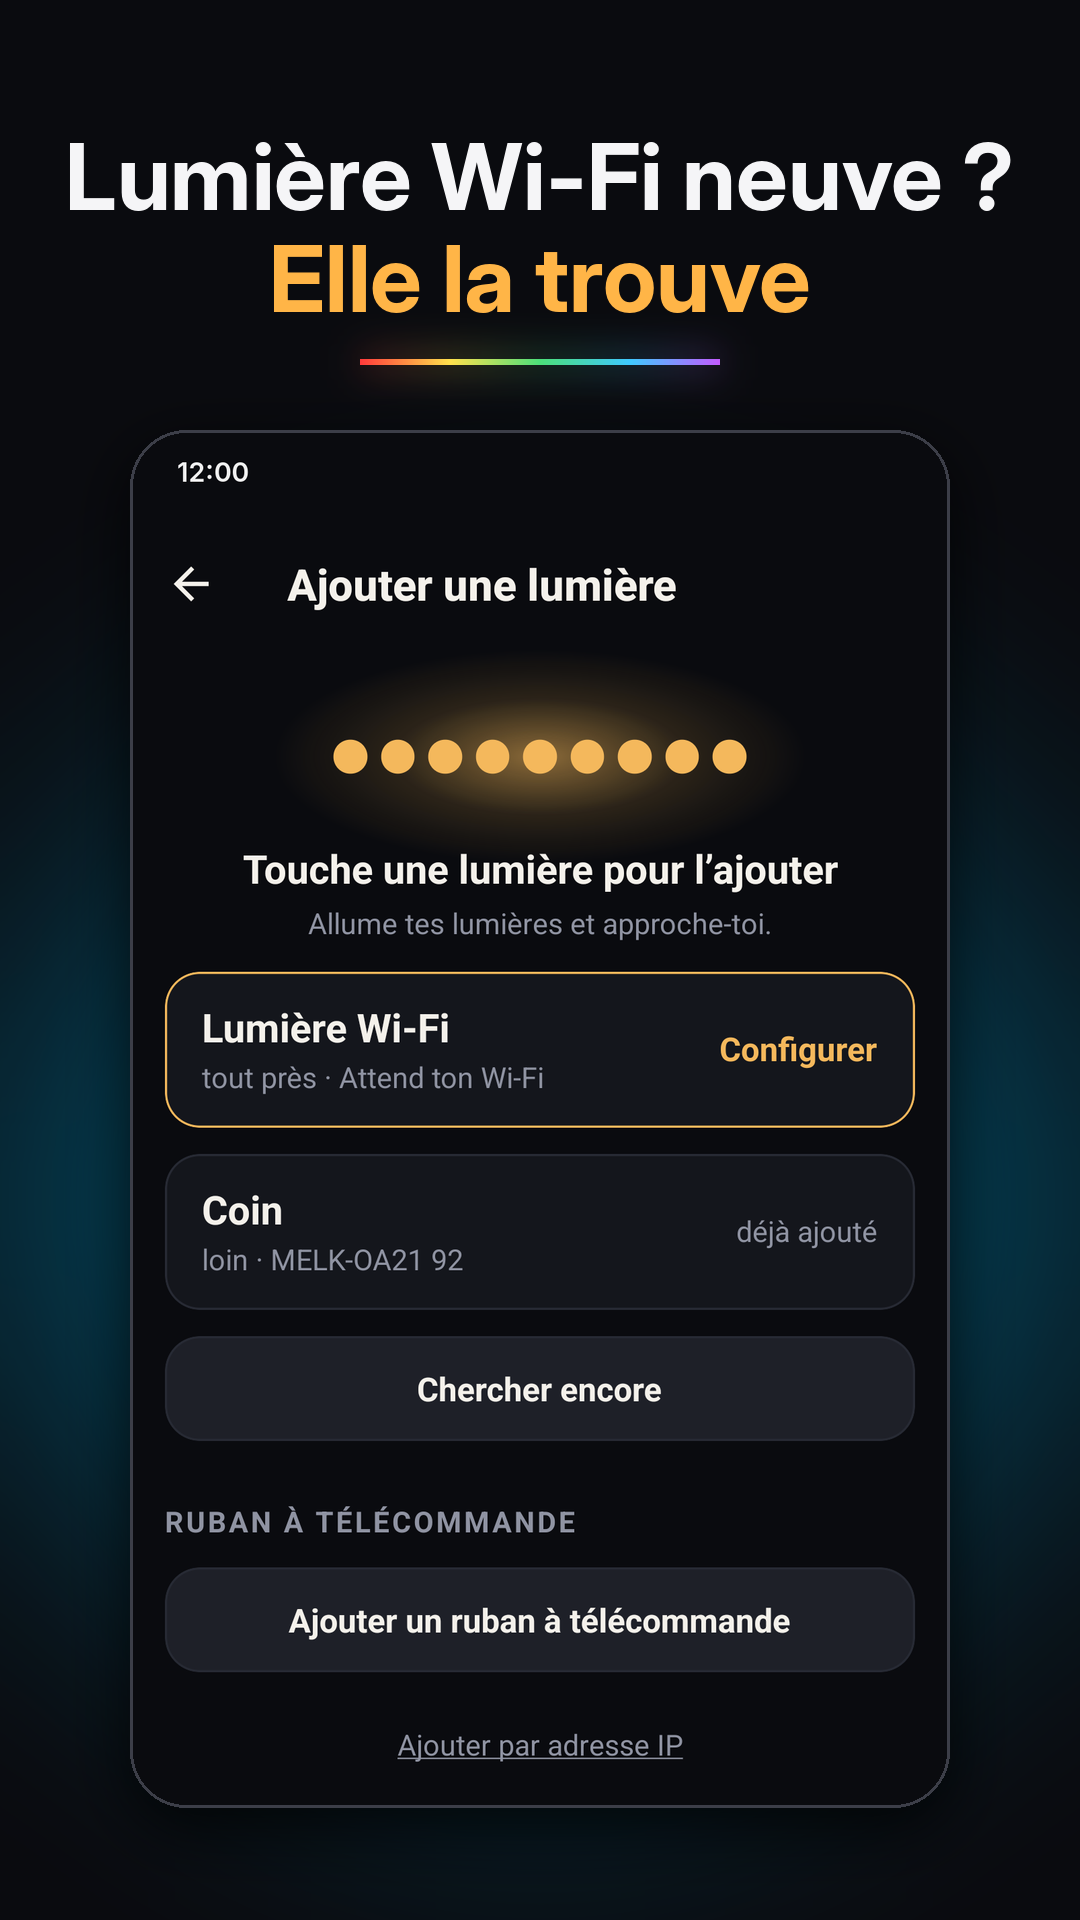 Lumière Wi-Fi neuve ?
Elle la trouve
12:00
Ajouter une lumière
Touche une lumière pour l’ajouter
Allume tes lumières et approche-toi.
Lumière Wi-Fi
Configurer
tout près · Attend ton Wi-Fi
Coin
déjà ajouté
loin · MELK-OA21 92
Chercher encore
RUBAN À TÉLÉCOMMANDE
Ajouter un ruban à télécommande
Ajouter par adresse IP